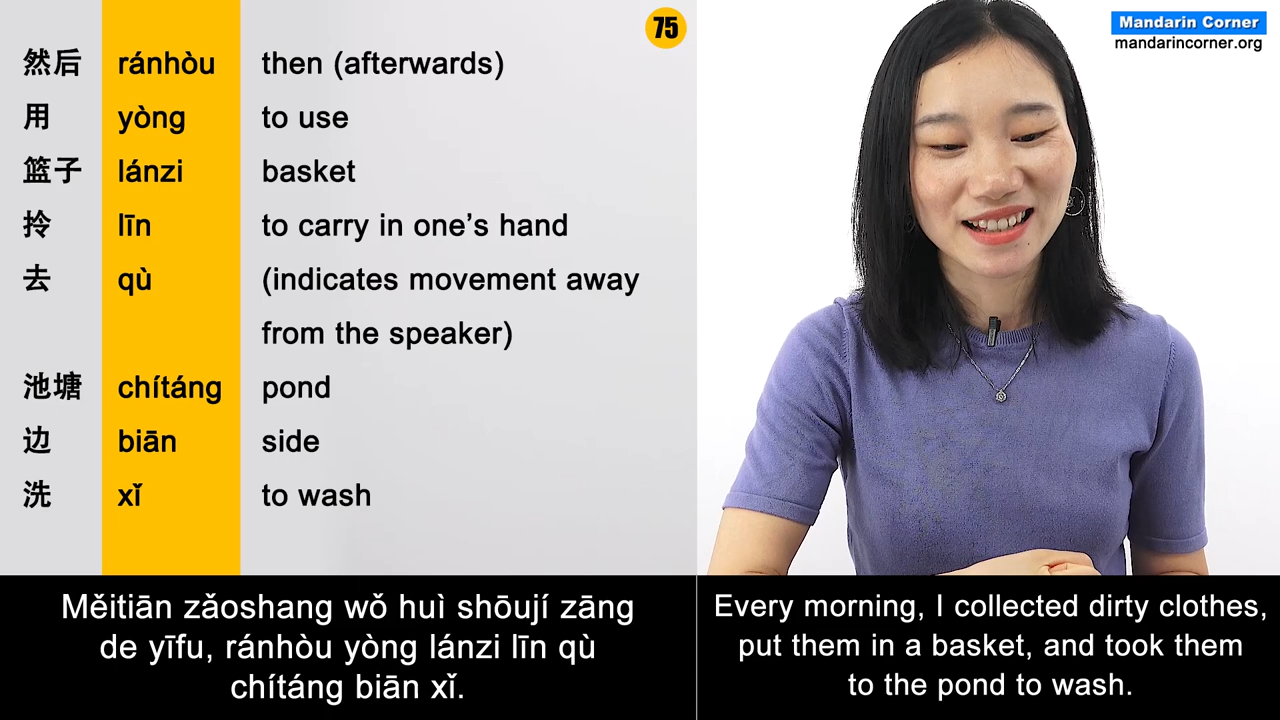 75
然后 ránhòu then (afterwards)
用 yòng to use
篮子 lánzi basket
拎 līn to carry in one's hand
去 qù (indicates movement away
from the speaker)
池塘 chítáng pond
边 biān side
洗 xǐ to wash
Měitiān zǎoshang wǒ huì shōují zāng
de yīfu, ránhòu yòng lánzi līn qù
chítáng biān xǐ.
Mandarin Corner
mandarincorner.org
Every morning, I collected dirty clothes,
put them in a basket, and took them
to the pond to wash.